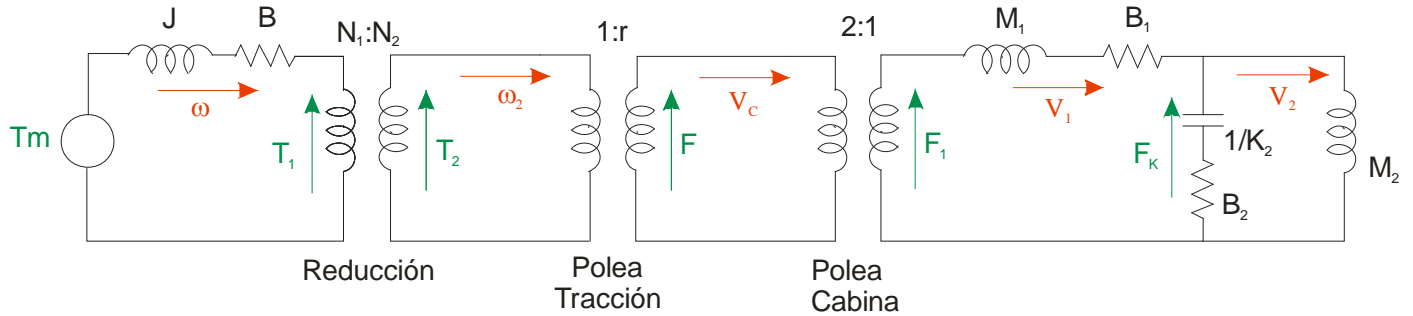 J B N₁:N₂ 1:r 2:1 M₁ B₁
ω ω₂ V_C V₁ V₂
Tm T₁ T₂ F F₁ F_K 1/K₂ M₂
B₂
Reducción
Polea
Tracción
Polea
Cabina